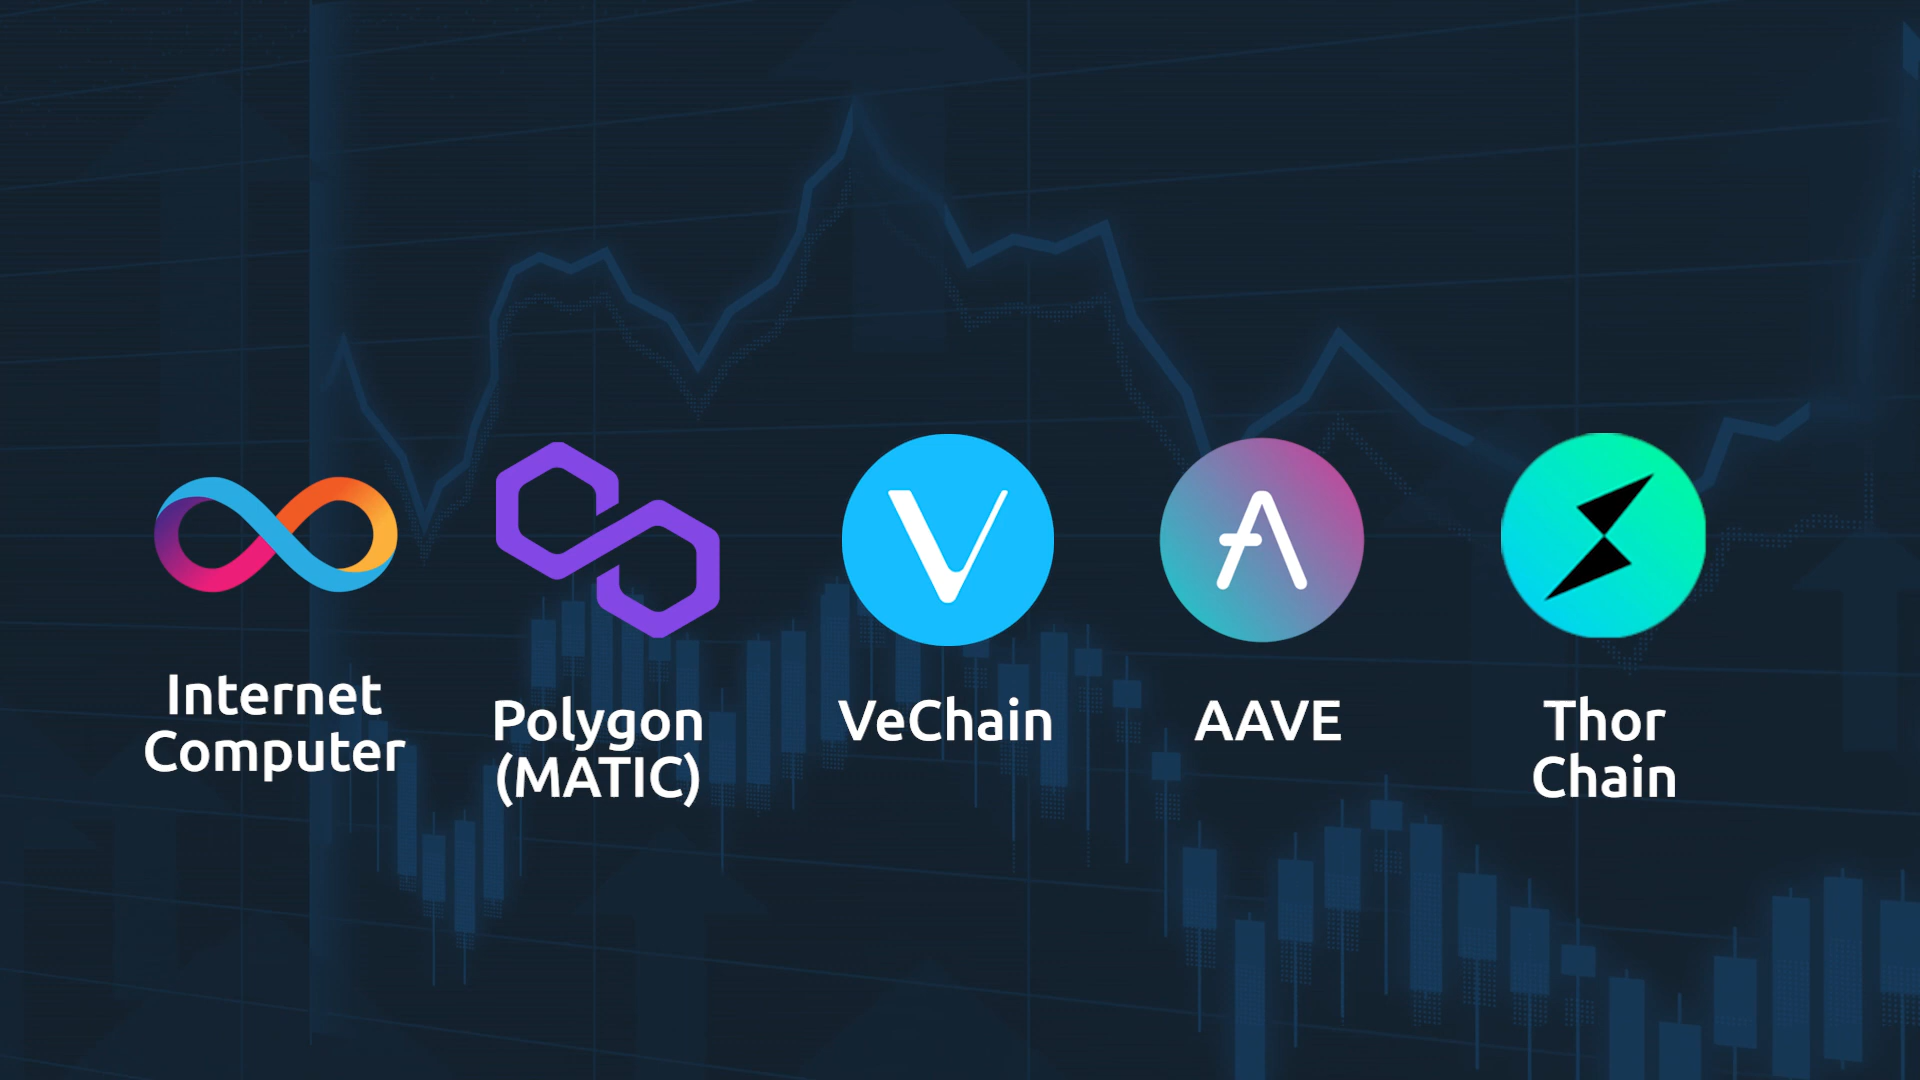 Internet
Computer
Polygon
(MATIC)
VeChain
AAVE
Thor
Chain